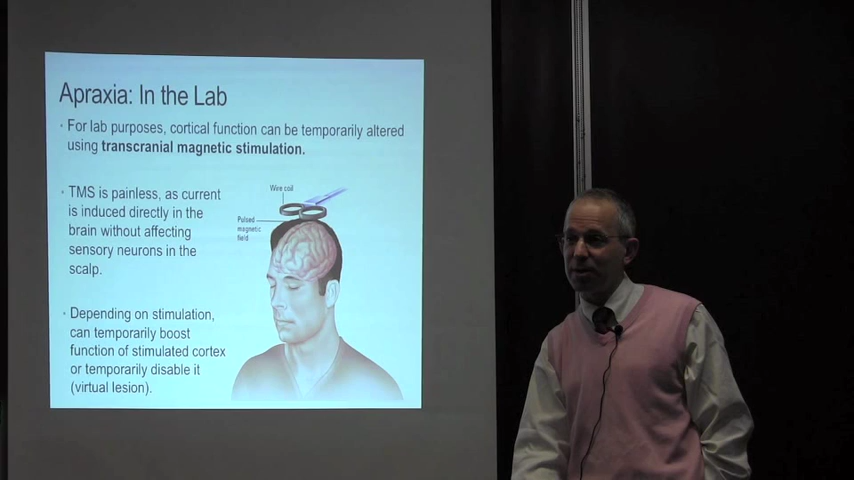 Apraxia: In the Lab
· For lab purposes, cortical function can be temporarily altered
using transcranial magnetic stimulation.
· TMS is painless, as current
is induced directly in the
brain without affecting
sensory neurons in the
scalp.
Wire coil
Pulsed
magnetic
field
· Depending on stimulation,
can temporarily boost
function of stimulated cortex
or temporarily disable it
(virtual lesion).